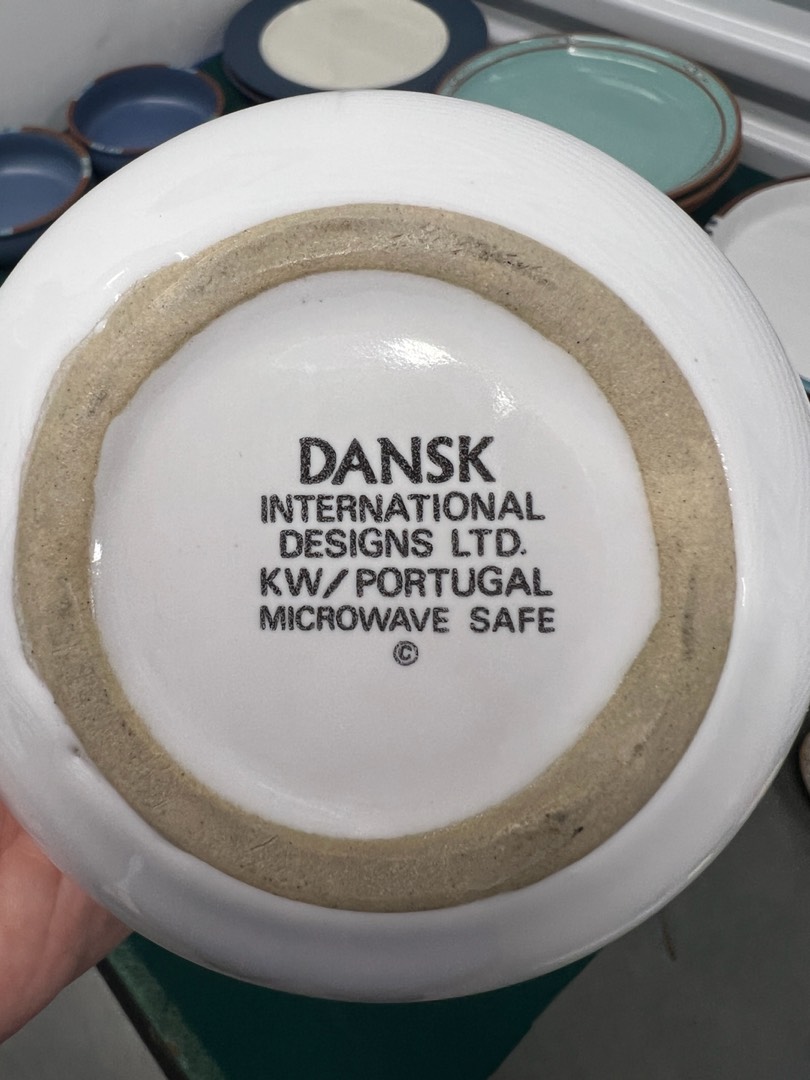 DANSK
INTERNATIONAL
DESIGNS LTD.
KW/PORTUGAL
MICROWAVE SAFE
©